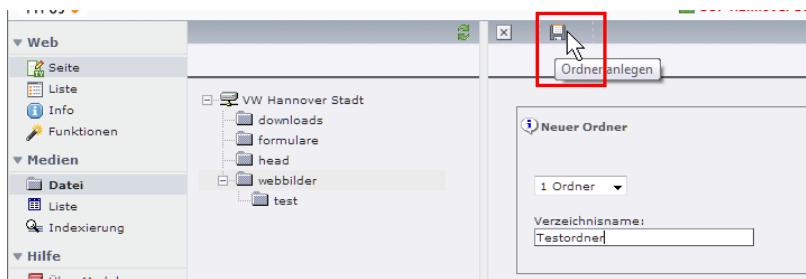 Web
Seite
Liste
Info
Funktionen
Medien
Datei
Liste
Indexierung
Hilfe
VW Hannover Stadt
downloads
formulare
head
webbilder
test
Ordner anlegen
Neuer Ordner
1 Ordner
Verzeichnisname:
Testordner